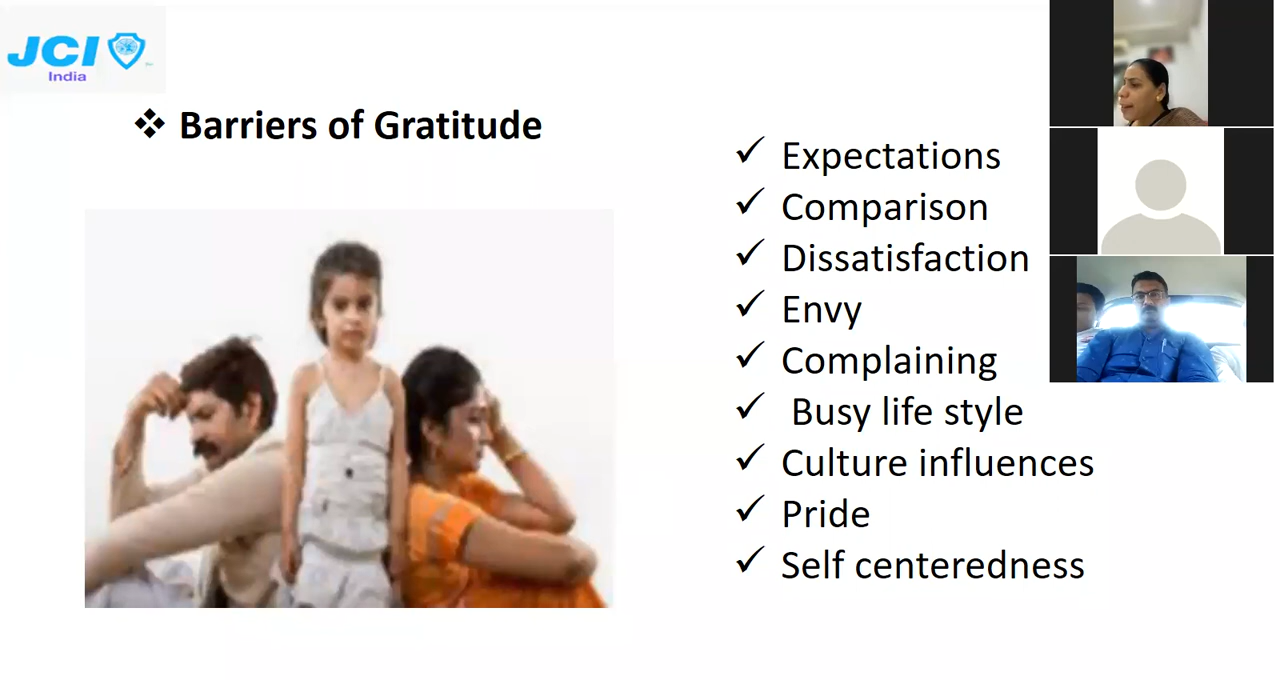 JCI
India
Barriers of Gratitude
Expectations
Comparison
Dissatisfaction
Envy
Complaining
Busy life style
Culture influences
Pride
Self centeredness